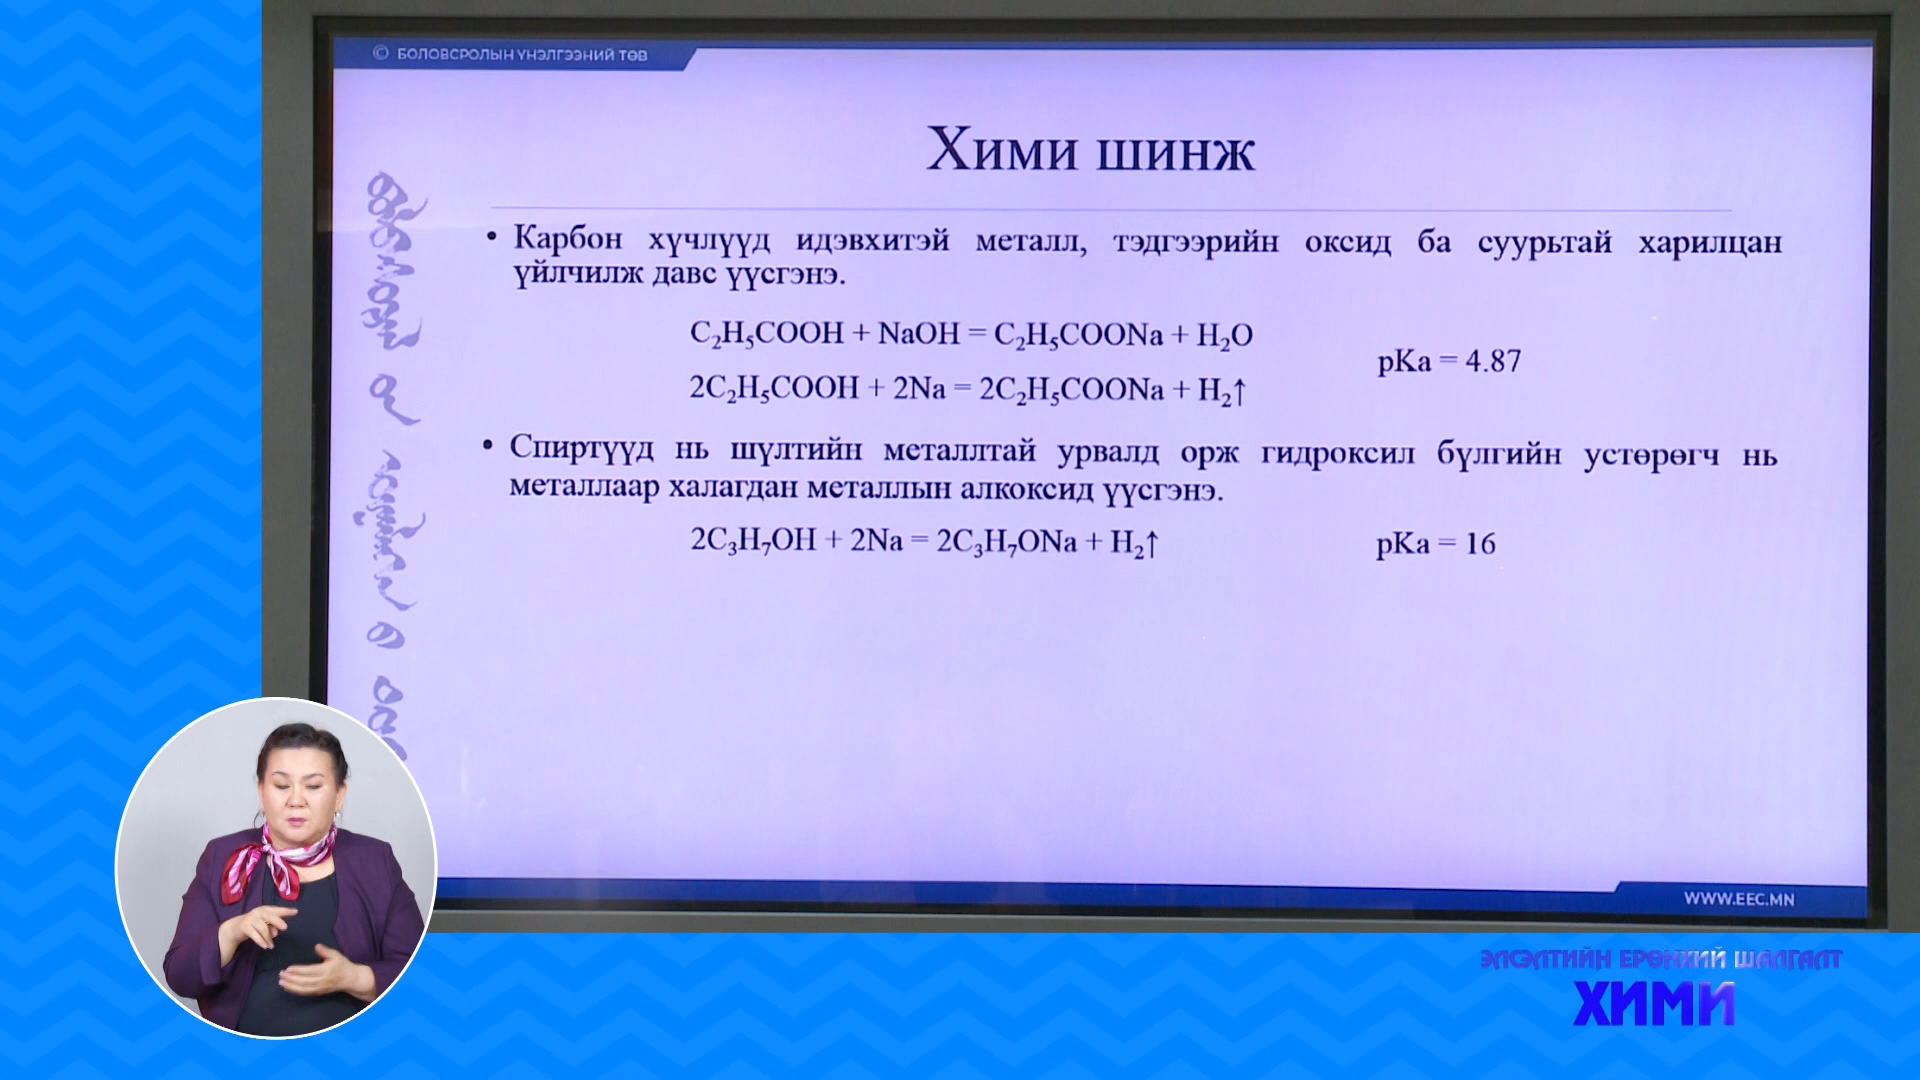 © БОЛОВСРОЛЫН ҮНЭЛГЭЭНИЙ ТӨВ
Хими шинж
• Карбон хүчлүүд идэвхитэй металл, тэдгээрийн оксид ба суурьтай харилцан
үйлчилж давс үүсгэнэ.
C₂H₅COOH + NaOH = C₂H₅COONa + H₂O
pKa = 4.87
2C₂H₅COOH + 2Na = 2C₂H₅COONa + H₂↑
• Спиртүүд нь шүлтийн металлтай урвалд орж гидроксил бүлгийн устөрөгч нь
металлаар халагдан металлын алкоксид үүсгэнэ.
2C₃H₇OH + 2Na = 2C₃H₇ONa + H₂↑
pKa = 16
WWW.EEC.MN
ЭЛСЭЛТИЙН ЕРӨНХИЙ ШАЛГАЛТ
ХИМИ